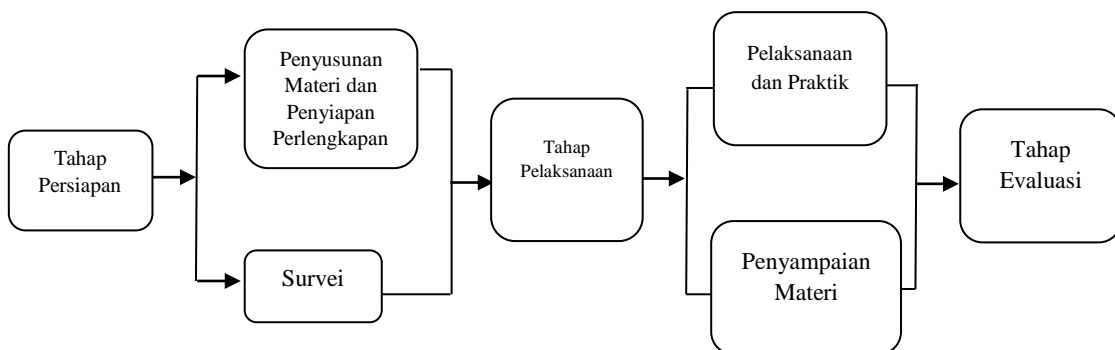 Tahap
Persiapan
Penyusunan
Materi dan
Penyiapan
Perlengkapan
Survei
Tahap
Pelaksanaan
Pelaksanaan
dan Praktik
Penyampaian
Materi
Tahap
Evaluasi